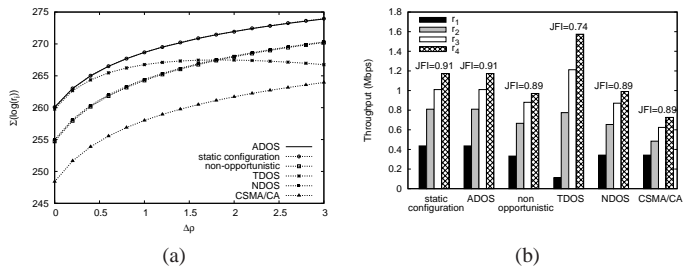 275
270
265
260
255
250
245
0 0.5 1 1.5 2 2.5 3
Σ(log(rᵢ)
Δρ
ADOS
static configuration
non-opportunistic
TDOS
NDOS
CSMA/CA
(a)
1.8
1.6
1.4
1.2
1
0.8
0.6
0.4
0.2
0
Throughput (Mbps)
r₁
r₂
r₃
r₄
JFI=0.91
JFI=0.91
JFI=0.89
JFI=0.74
JFI=0.89
JFI=0.89
static configuration
ADOS
non opportunistic
TDOS
NDOS
CSMA/CA
(b)